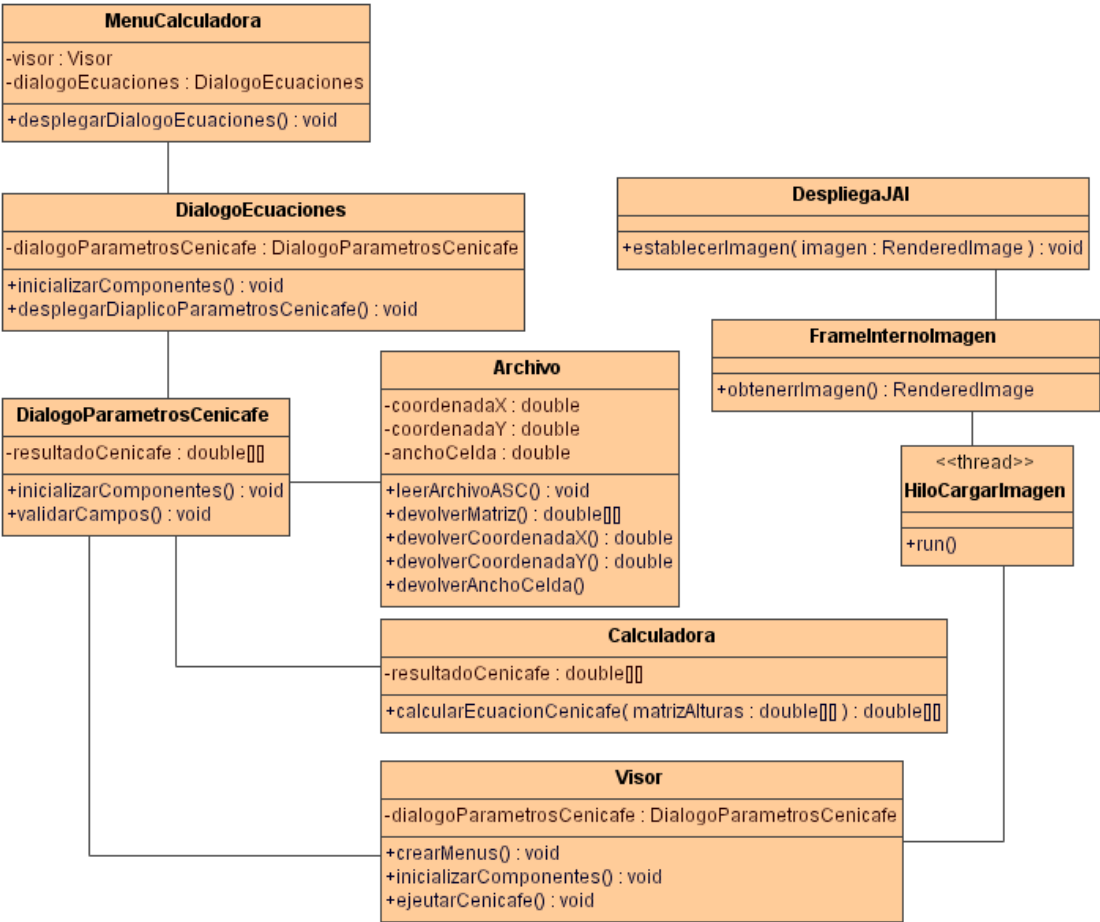 MenuCalculadora
-visor : Visor
-dialogoEcuaciones : DialogoEcuaciones
+desplegarDialogoEcuaciones() : void
DialogoEcuaciones
-dialogoParametrosCenicafe : DialogoParametrosCenicafe
+inicializarComponentes() : void
+desplegarDiaplicoParametrosCenicafe() : void
DespliegaJAI
+establecerImagen( imagen : RenderedImage ) : void
FrameInternoImagen
+obtenerrImagen() : RenderedImage
DialogoParametrosCenicafe
-resultadoCenicafe : double[][]
+inicializarComponentes() : void
+validarCampos() : void
Archivo
-coordenadaX : double
-coordenadaY : double
-anchoCelda : double
+leerArchivoASC() : void
+devolverMatriz() : double[][]
+devolverCoordenadaX() : double
+devolverCoordenadaY() : double
+devolverAnchoCelda()
<<thread>>
HiloCargarImagen
+run()
Calculadora
-resultadoCenicafe : double[][]
+calcularEcuacionCenicafe( matrizAlturas : double[][] ) : double[][]
Visor
-dialogoParametrosCenicafe : DialogoParametrosCenicafe
+crearMenus() : void
+inicializarComponentes() : void
+ejeutarCenicafe() : void